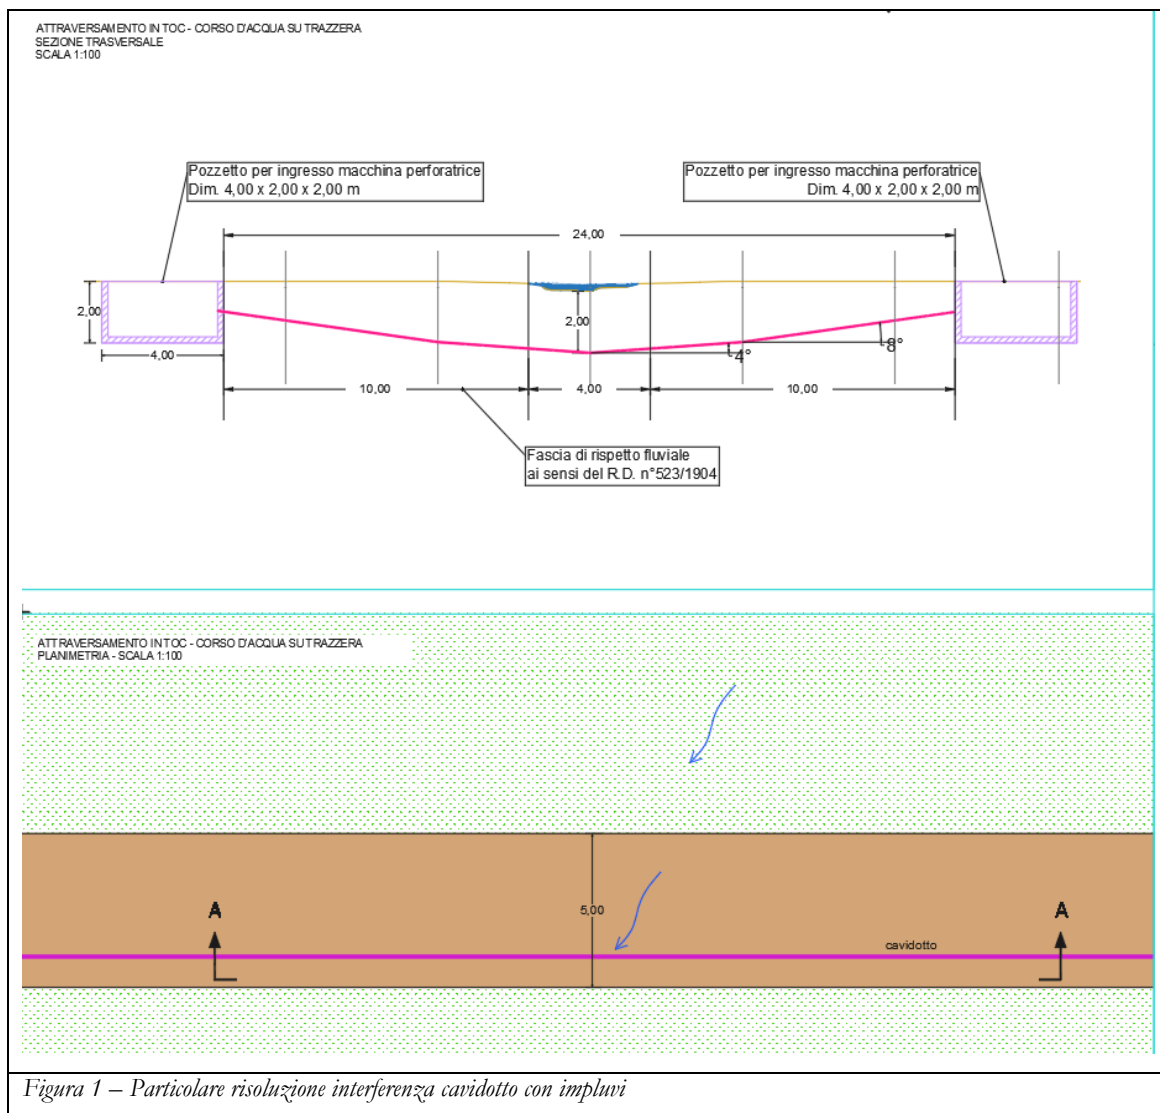 ATTRAVERSAMENTO IN TOC - CORSO D'ACQUA SU TRAZZERA
SEZIONE TRASVERSALE
SCALA 1:100
Pozzetto per ingresso macchina perforatrice
Dim. 4,00 x 2,00 x 2,00 m
Pozzetto per ingresso macchina perforatrice
Dim. 4,00 x 2,00 x 2,00 m
24,00
2,00
2,00
4,00
4°
8°
10,00
4,00
10,00
Fascia di rispetto fluviale
ai sensi del R.D. n°523/1904
ATTRAVERSAMENTO IN TOC - CORSO D'ACQUA SU TRAZZERA
PLANIMETRIA - SCALA 1:100
A
5,00
A
cavidotto
Figura 1 – Particolare risoluzione interferenza cavidotto con impluvi